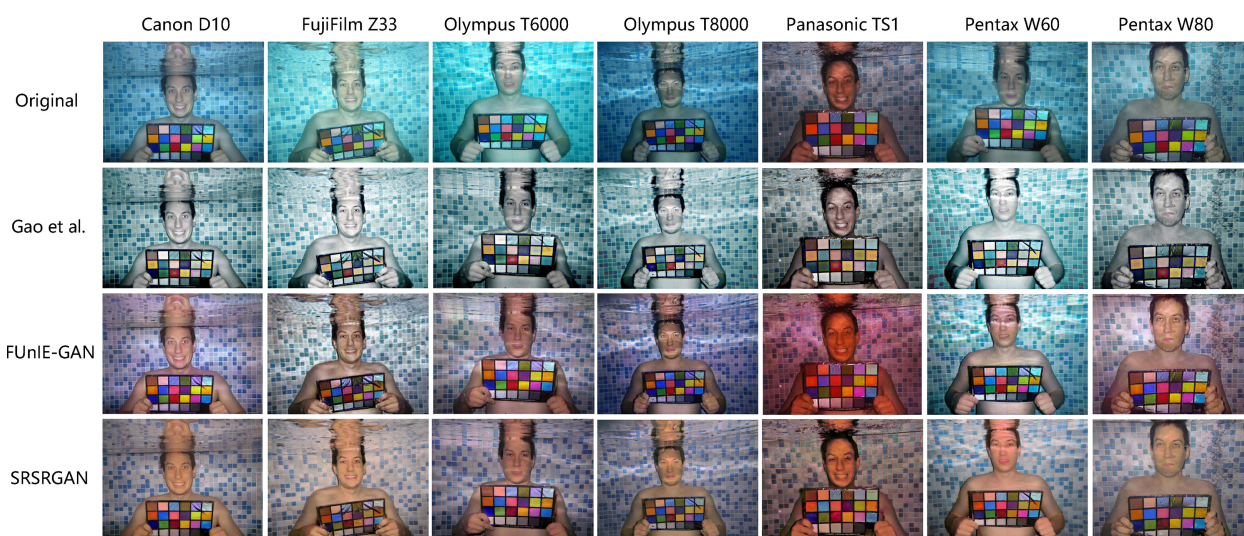 Canon D10 FujiFilm Z33 Olympus T6000 Olympus T8000 Panasonic TS1 Pentax W60 Pentax W80
Original
Gao et al.
FUnIE-GAN
SRSRGAN